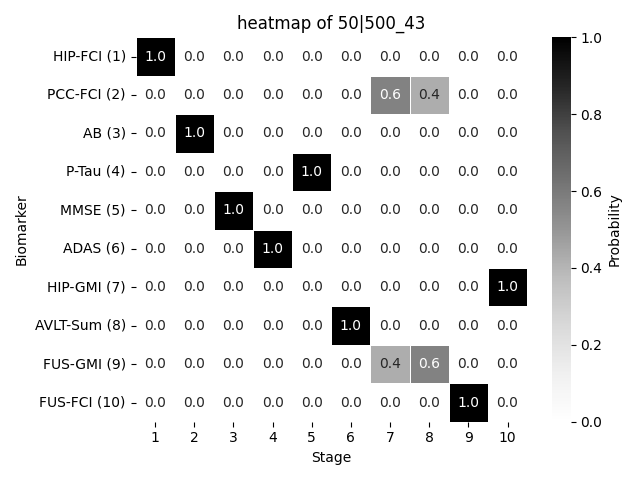 heatmap of 50|500_43
HIP-FCI (1) 1.0 0.0 0.0 0.0 0.0 0.0 0.0 0.0 0.0 0.0
PCC-FCI (2) 0.0 0.0 0.0 0.0 0.0 0.0 0.6 0.4 0.0 0.0
AB (3) 0.0 1.0 0.0 0.0 0.0 0.0 0.0 0.0 0.0 0.0
P-Tau (4) 0.0 0.0 0.0 0.0 1.0 0.0 0.0 0.0 0.0 0.0
MMSE (5) 0.0 0.0 1.0 0.0 0.0 0.0 0.0 0.0 0.0 0.0
ADAS (6) 0.0 0.0 0.0 1.0 0.0 0.0 0.0 0.0 0.0 0.0
HIP-GMI (7) 0.0 0.0 0.0 0.0 0.0 0.0 0.0 0.0 0.0 1.0
AVLT-Sum (8) 0.0 0.0 0.0 0.0 0.0 1.0 0.0 0.0 0.0 0.0
FUS-GMI (9) 0.0 0.0 0.0 0.0 0.0 0.0 0.4 0.6 0.0 0.0
FUS-FCI (10) 0.0 0.0 0.0 0.0 0.0 0.0 0.0 0.0 1.0 0.0
1 2 3 4 5 6 7 8 9 10
Stage
Biomarker
1.0
0.8
0.6
0.4
0.2
0.0
Probability